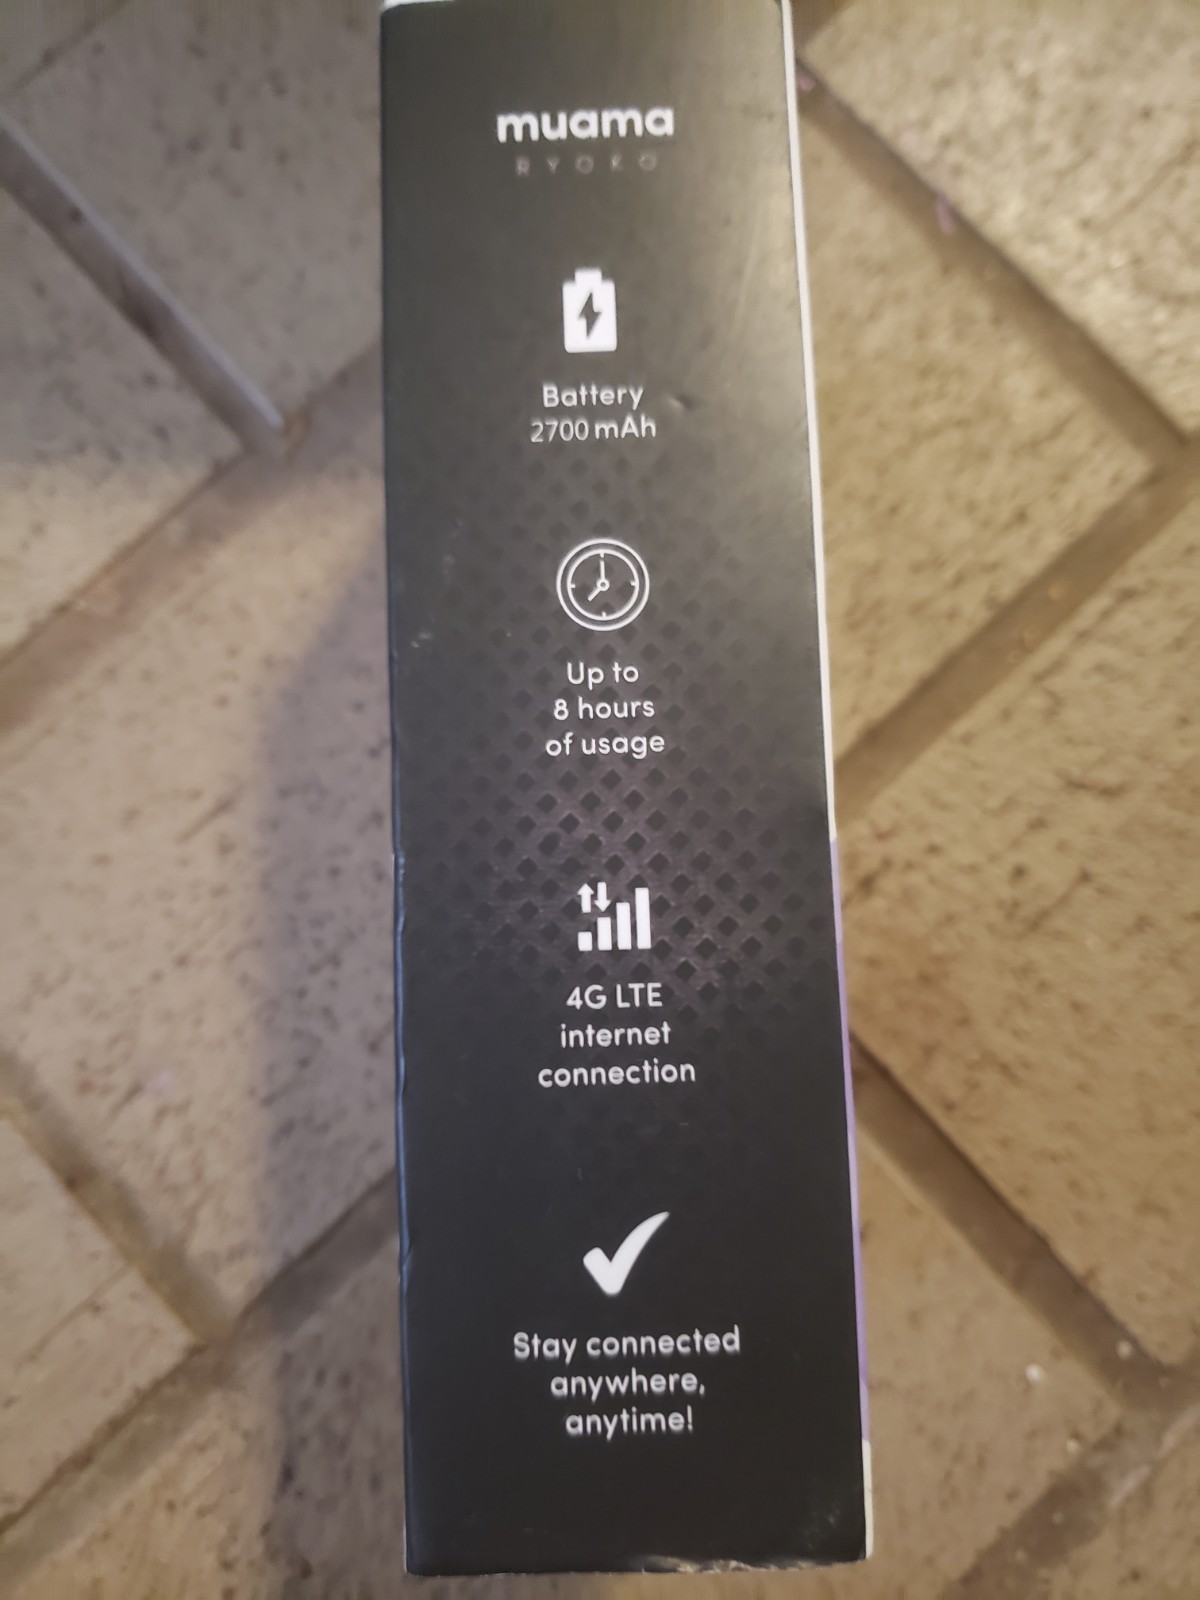 muama
RYOKO
Battery
2700 mAh
Up to
8 hours
of usage
4G LTE
internet
connection
Stay connected
anywhere,
anytime!